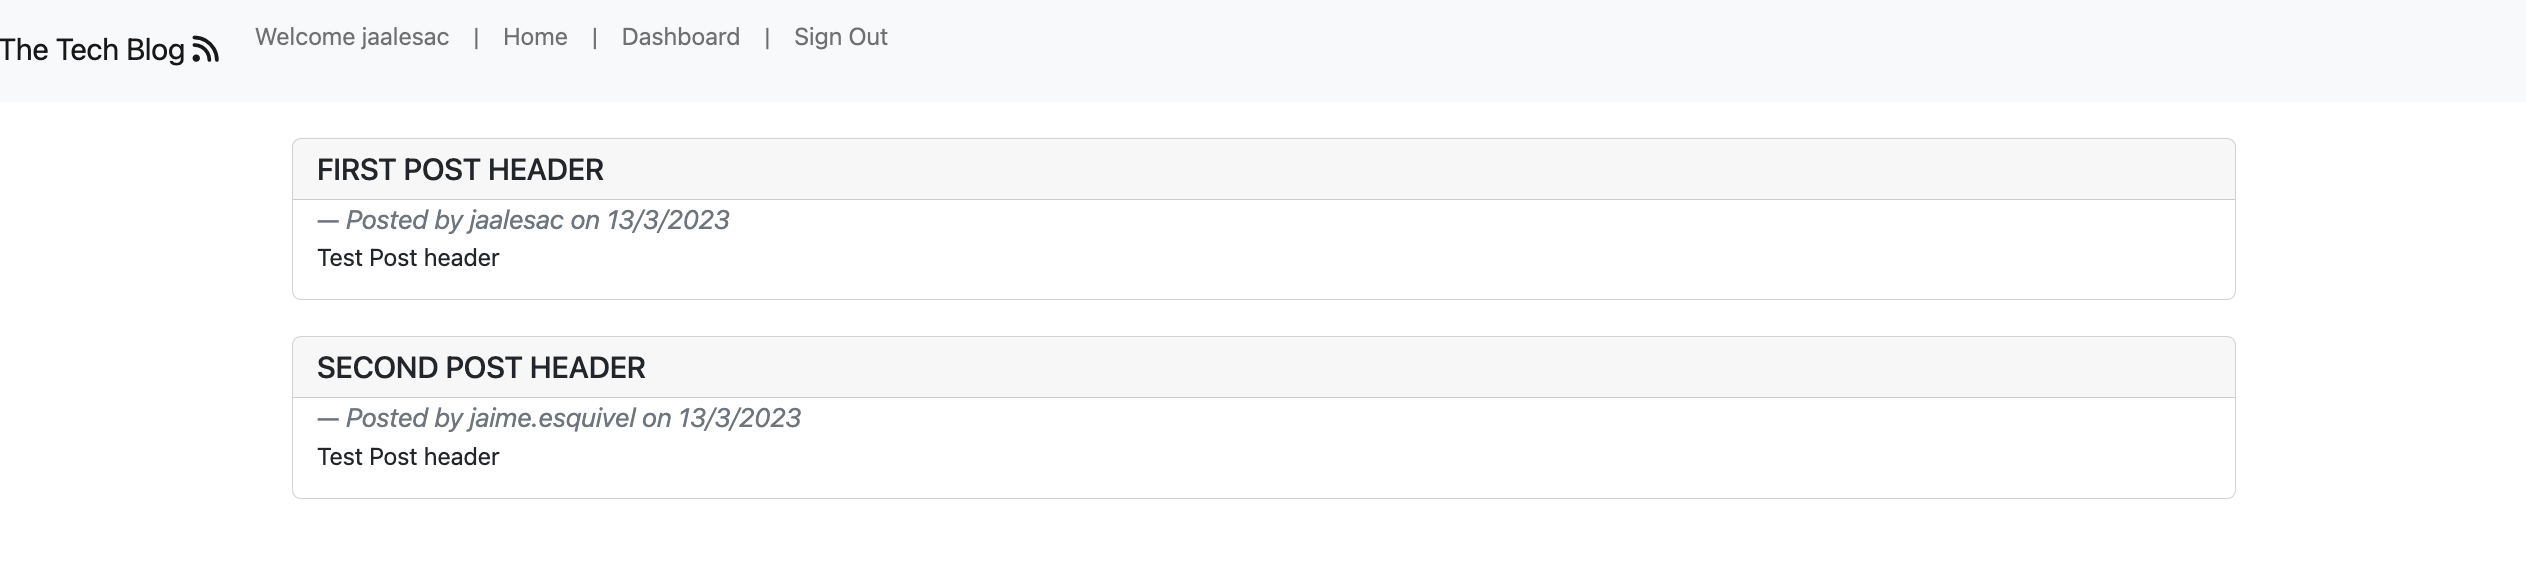 The Tech Blog
Welcome jaalesac | Home | Dashboard | Sign Out
FIRST POST HEADER
— Posted by jaalesac on 13/3/2023
Test Post header
SECOND POST HEADER
— Posted by jaime.esquivel on 13/3/2023
Test Post header